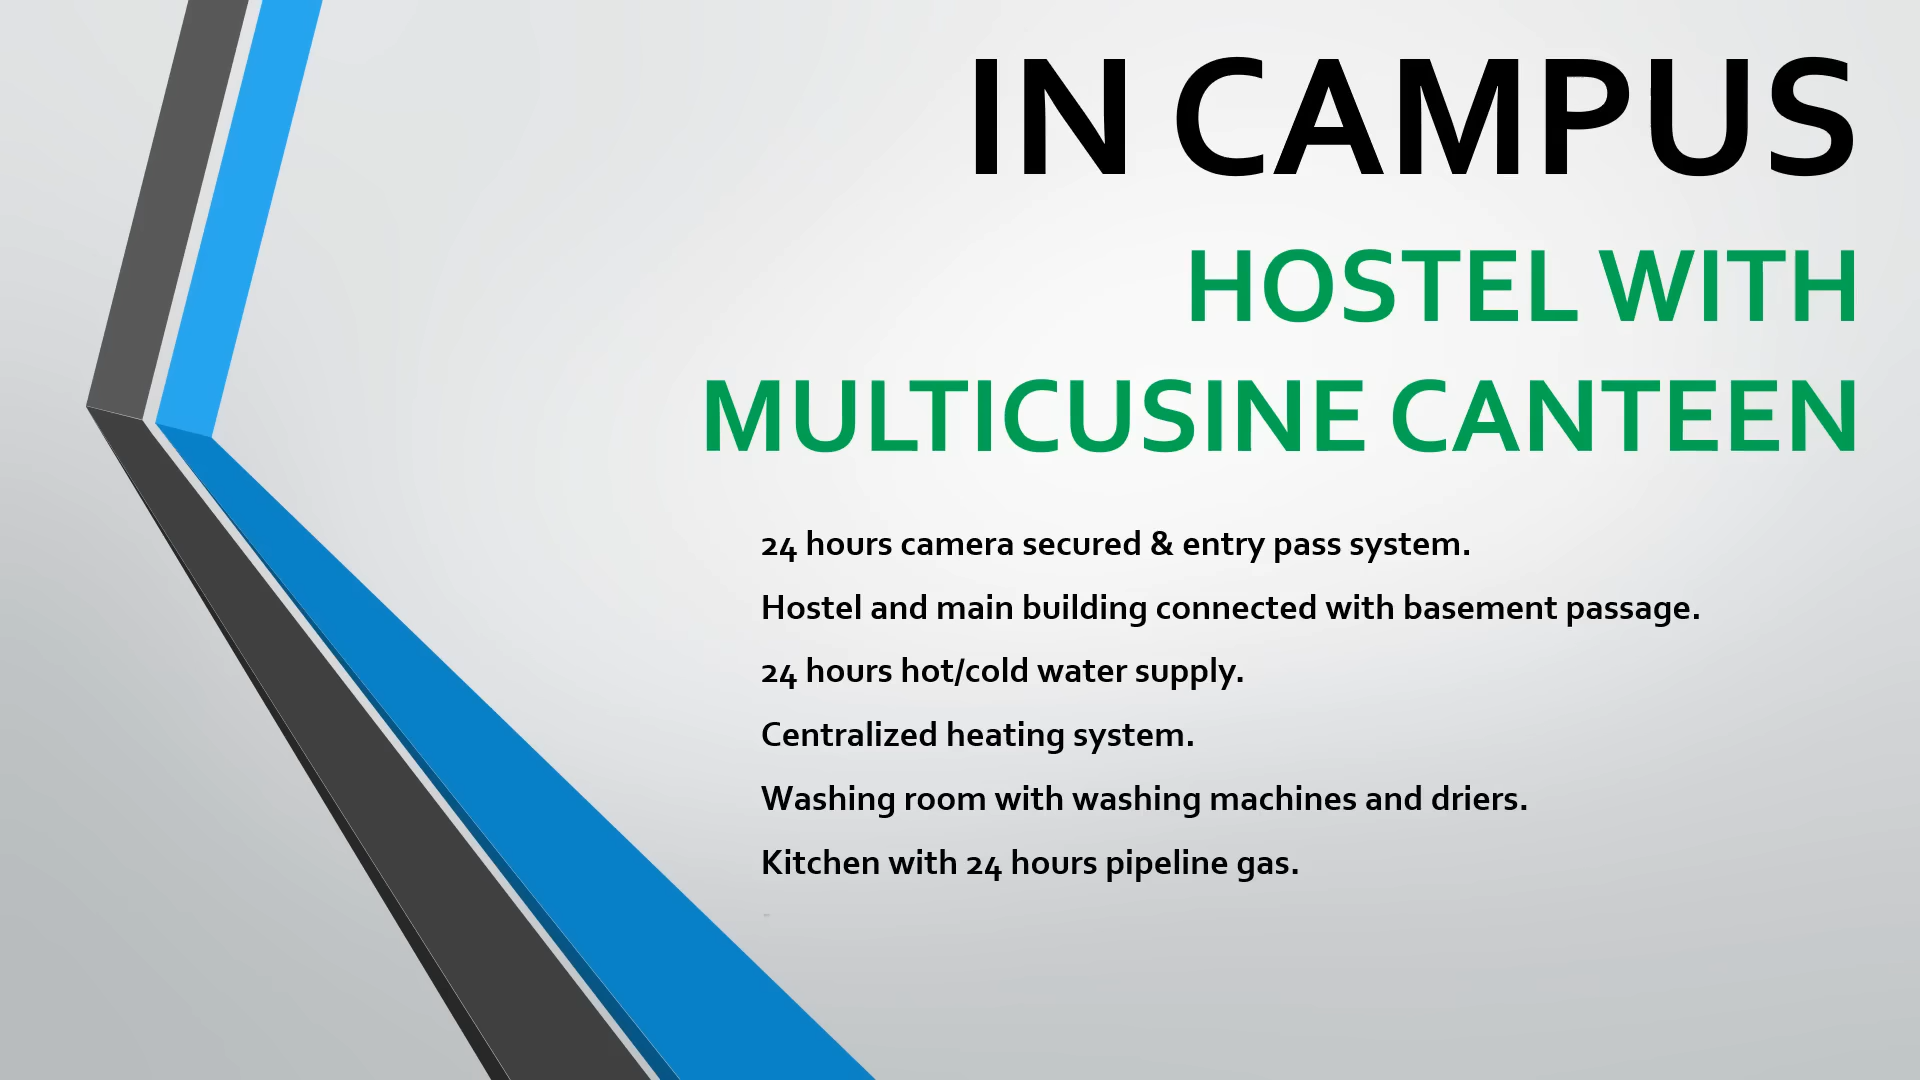 IN CAMPUS
HOSTEL WITH
MULTICUSINE CANTEEN
24 hours camera secured & entry pass system.
Hostel and main building connected with basement passage.
24 hours hot/cold water supply.
Centralized heating system.
Washing room with washing machines and driers.
Kitchen with 24 hours pipeline gas.